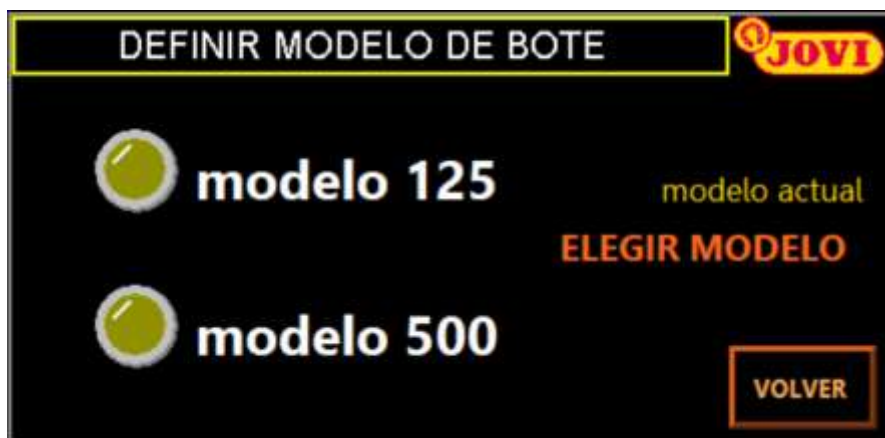 DEFINIR MODELO DE BOTE
JOVI
modelo 125
modelo actual
ELEGIR MODELO
modelo 500
VOLVER